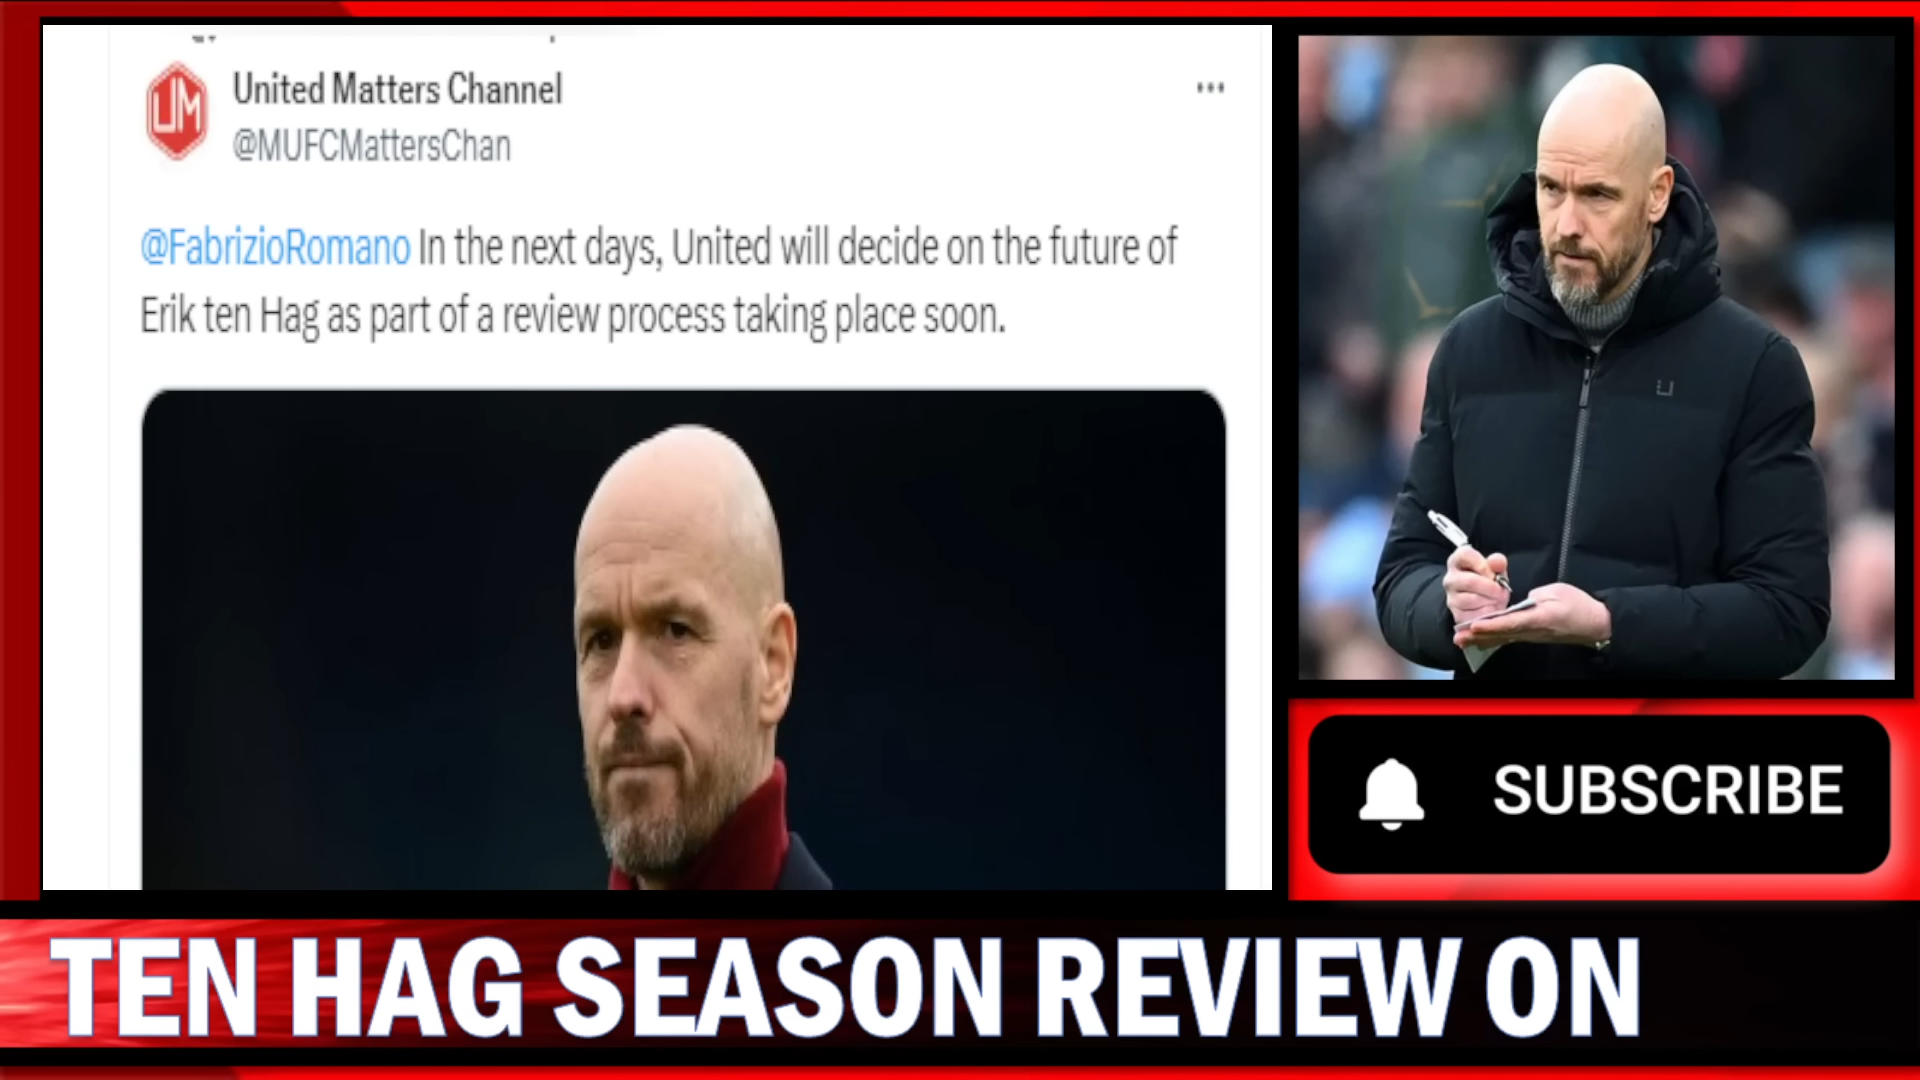 United Matters Channel
@MUFCMattersChan
@FabrizioRomano In the next days, United will decide on the future of
Erik ten Hag as part of a review process taking place soon.
SUBSCRIBE
TEN HAG SEASON REVIEW ON